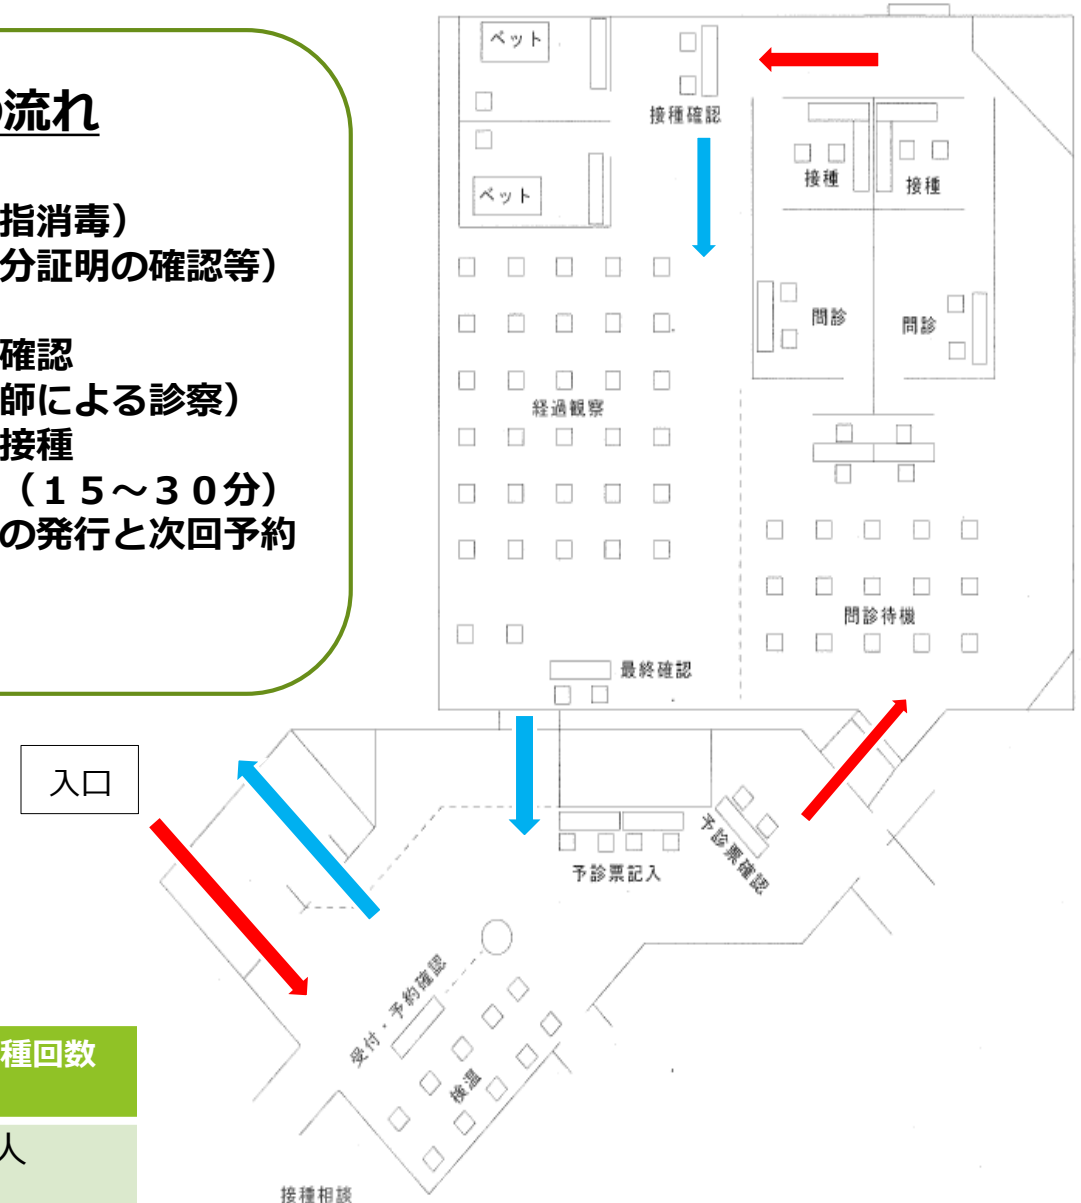 の流れ
指消毒）
分証明の確認等）
確認
師による診察）
接種
（１５～３０分）
の発行と次回予約
ベット
接種確認
接種
接種
ベット
問診
問診
経過観察
問診待機
最終確認
入口
予診票記入
予診票確認
受付・予約確認
検温
種回数
人
接種相談